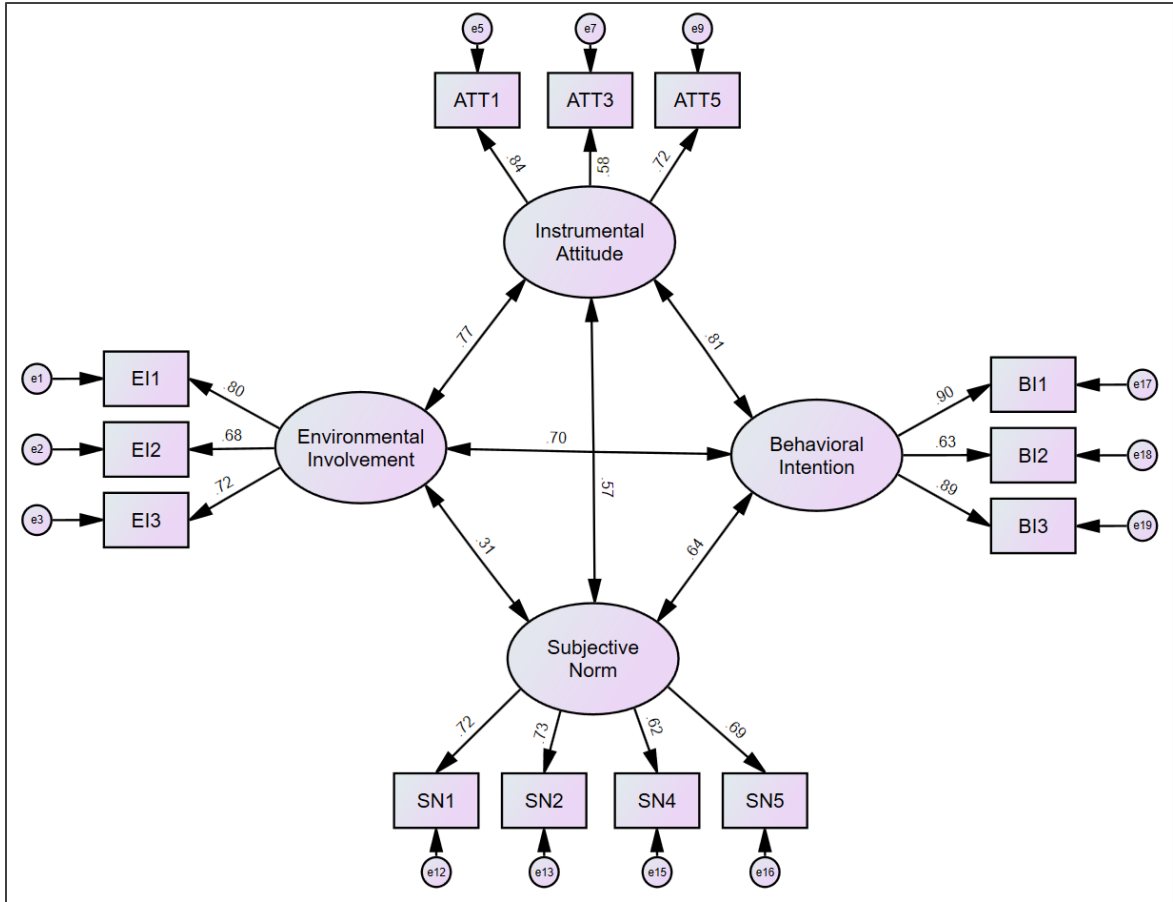 e5
e7
e9
ATT1
ATT3
ATT5
.84
.58
.72
Instrumental
Attitude
.77
.81
e1
EI1
.80
e2
EI2
.68
e3
EI3
.72
Environmental
Involvement
.70
.57
Behavioral
Intention
.90
BI1
e17
.63
BI2
e18
.89
BI3
e19
.31
.64
Subjective
Norm
.72
.73
.62
.69
SN1
SN2
SN4
SN5
e12
e13
e15
e16